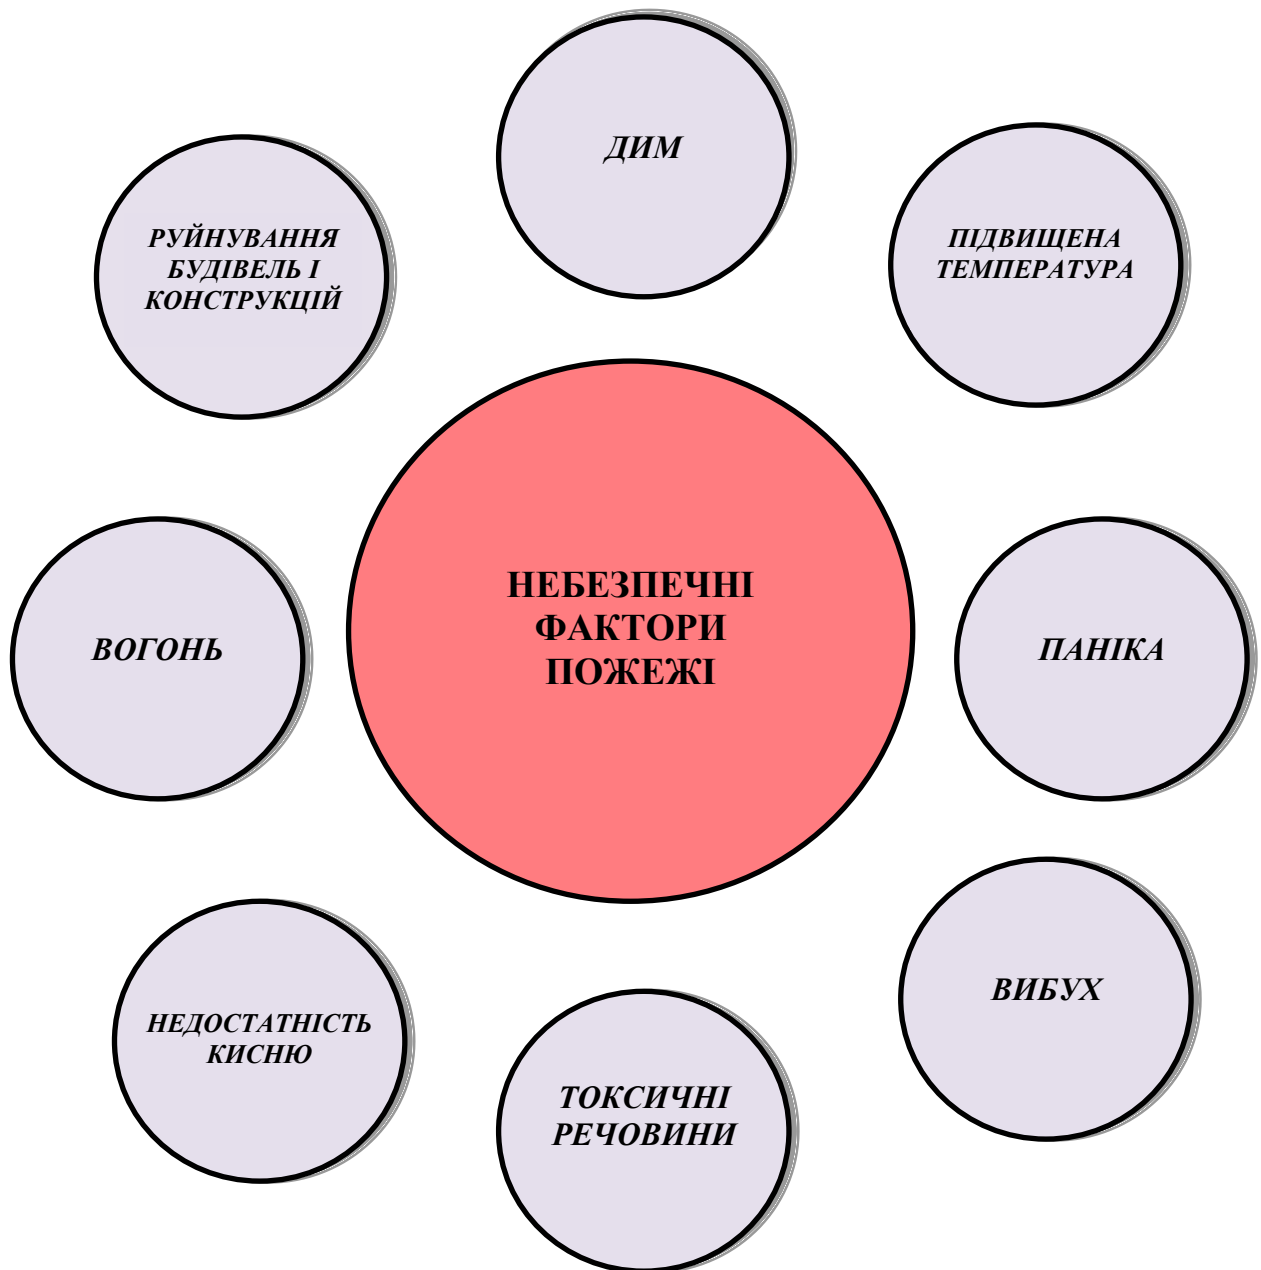 ДИМ
РУЙНУВАННЯ
БУДІВЕЛЬ І
КОНСТРУКЦІЙ
ПІДВИЩЕНА
ТЕМПЕРАТУРА
НЕБЕЗПЕЧНІ
ФАКТОРИ
ПОЖЕЖІ
ВОГОНЬ
ПАНІКА
НЕДОСТАТНІСТЬ
КИСНЮ
ВИБУХ
ТОКСИЧНІ
РЕЧОВИНИ